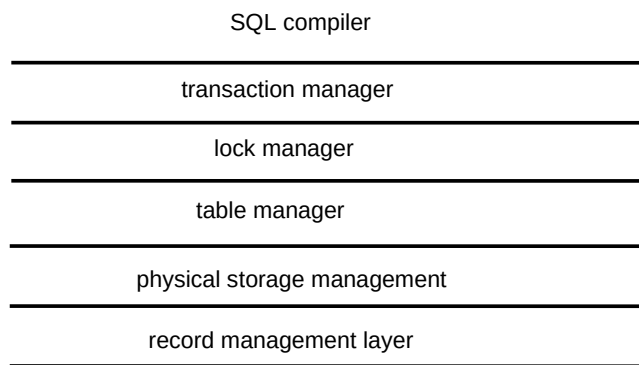 SQL compiler
transaction manager
lock manager
table manager
physical storage management
record management layer